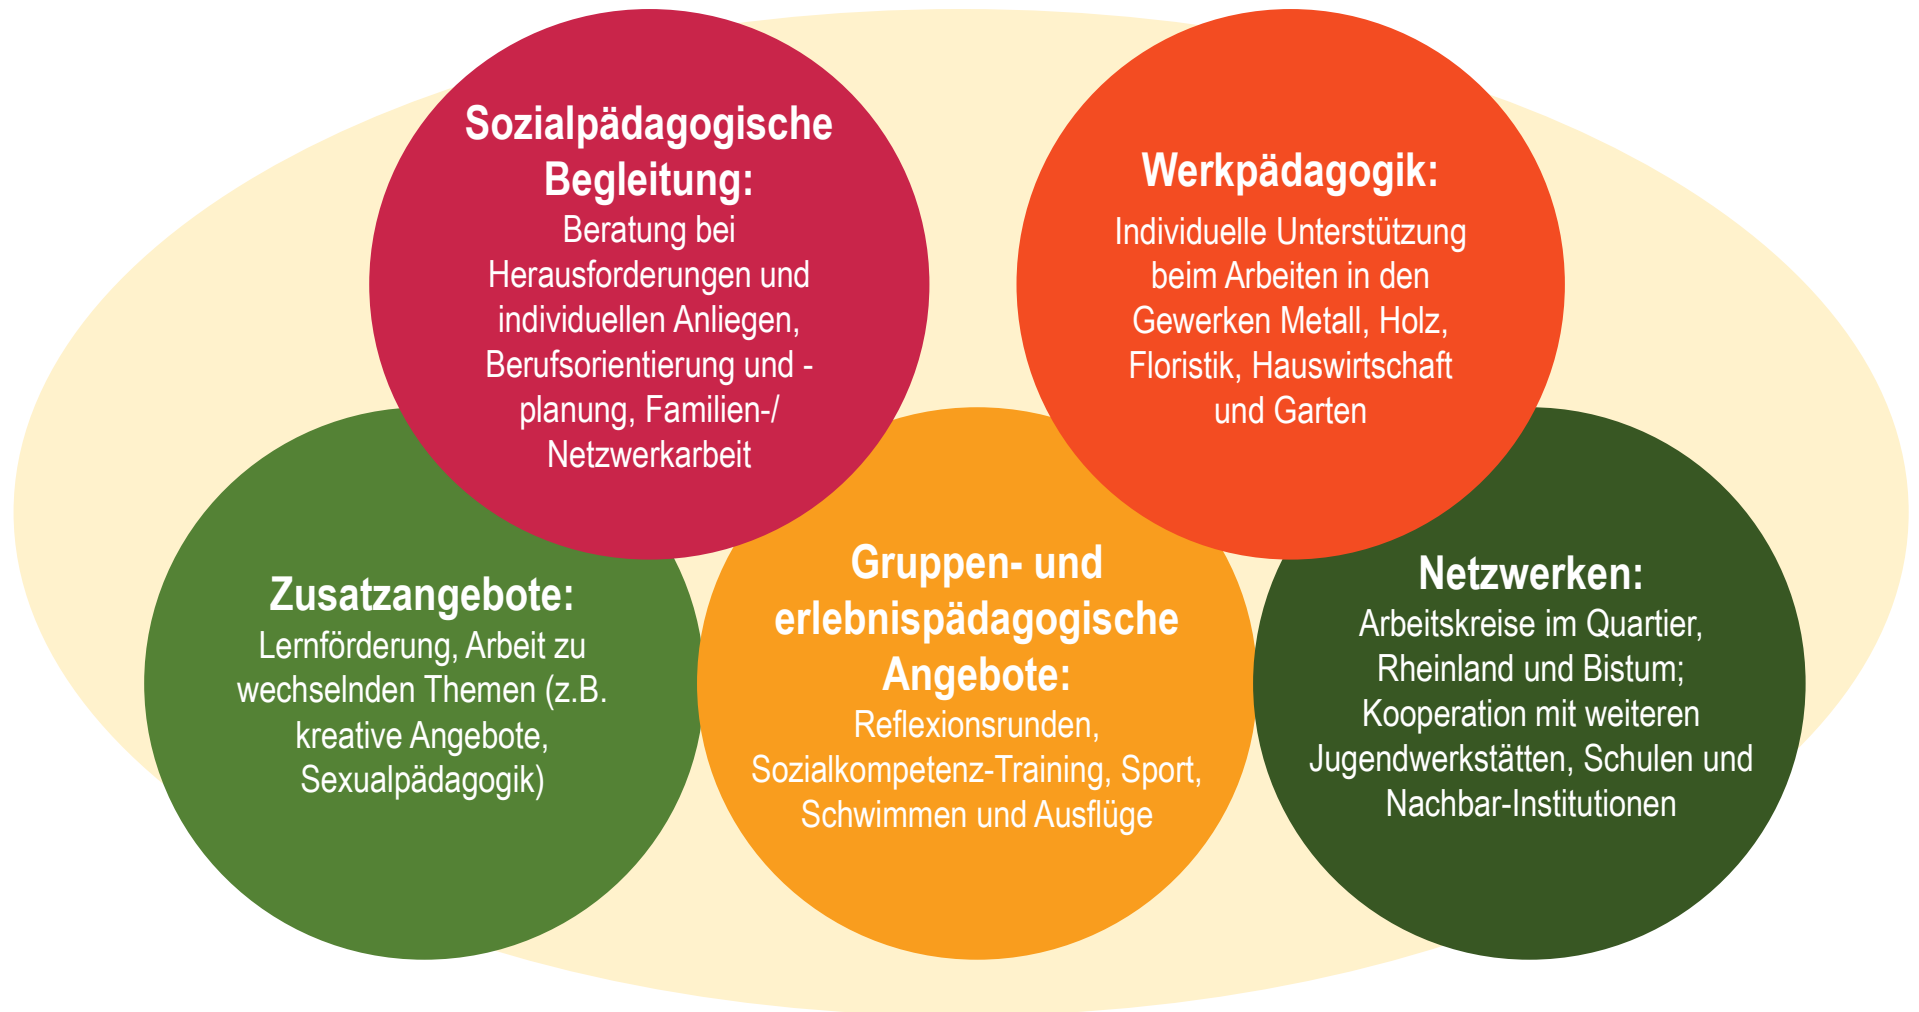 Sozialpädagogische
Begleitung:
Beratung bei
Herausforderungen und
individuellen Anliegen,
Berufsorientierung und -
planung, Familien-/
Netzwerkarbeit
Werkpädagogik:
Individuelle Unterstützung
beim Arbeiten in den
Gewerken Metall, Holz,
Floristik, Hauswirtschaft
und Garten
Zusatzangebote:
Lernförderung, Arbeit zu
wechselnden Themen (z.B.
kreative Angebote,
Sexualpädagogik)
Gruppen- und
erlebnispädagogische
Angebote:
Reflexionsrunden,
Sozialkompetenz-Training, Sport,
Schwimmen und Ausflüge
Netzwerken:
Arbeitskreise im Quartier,
Rheinland und Bistum;
Kooperation mit weiteren
Jugendwerkstätten, Schulen und
Nachbar-Institutionen